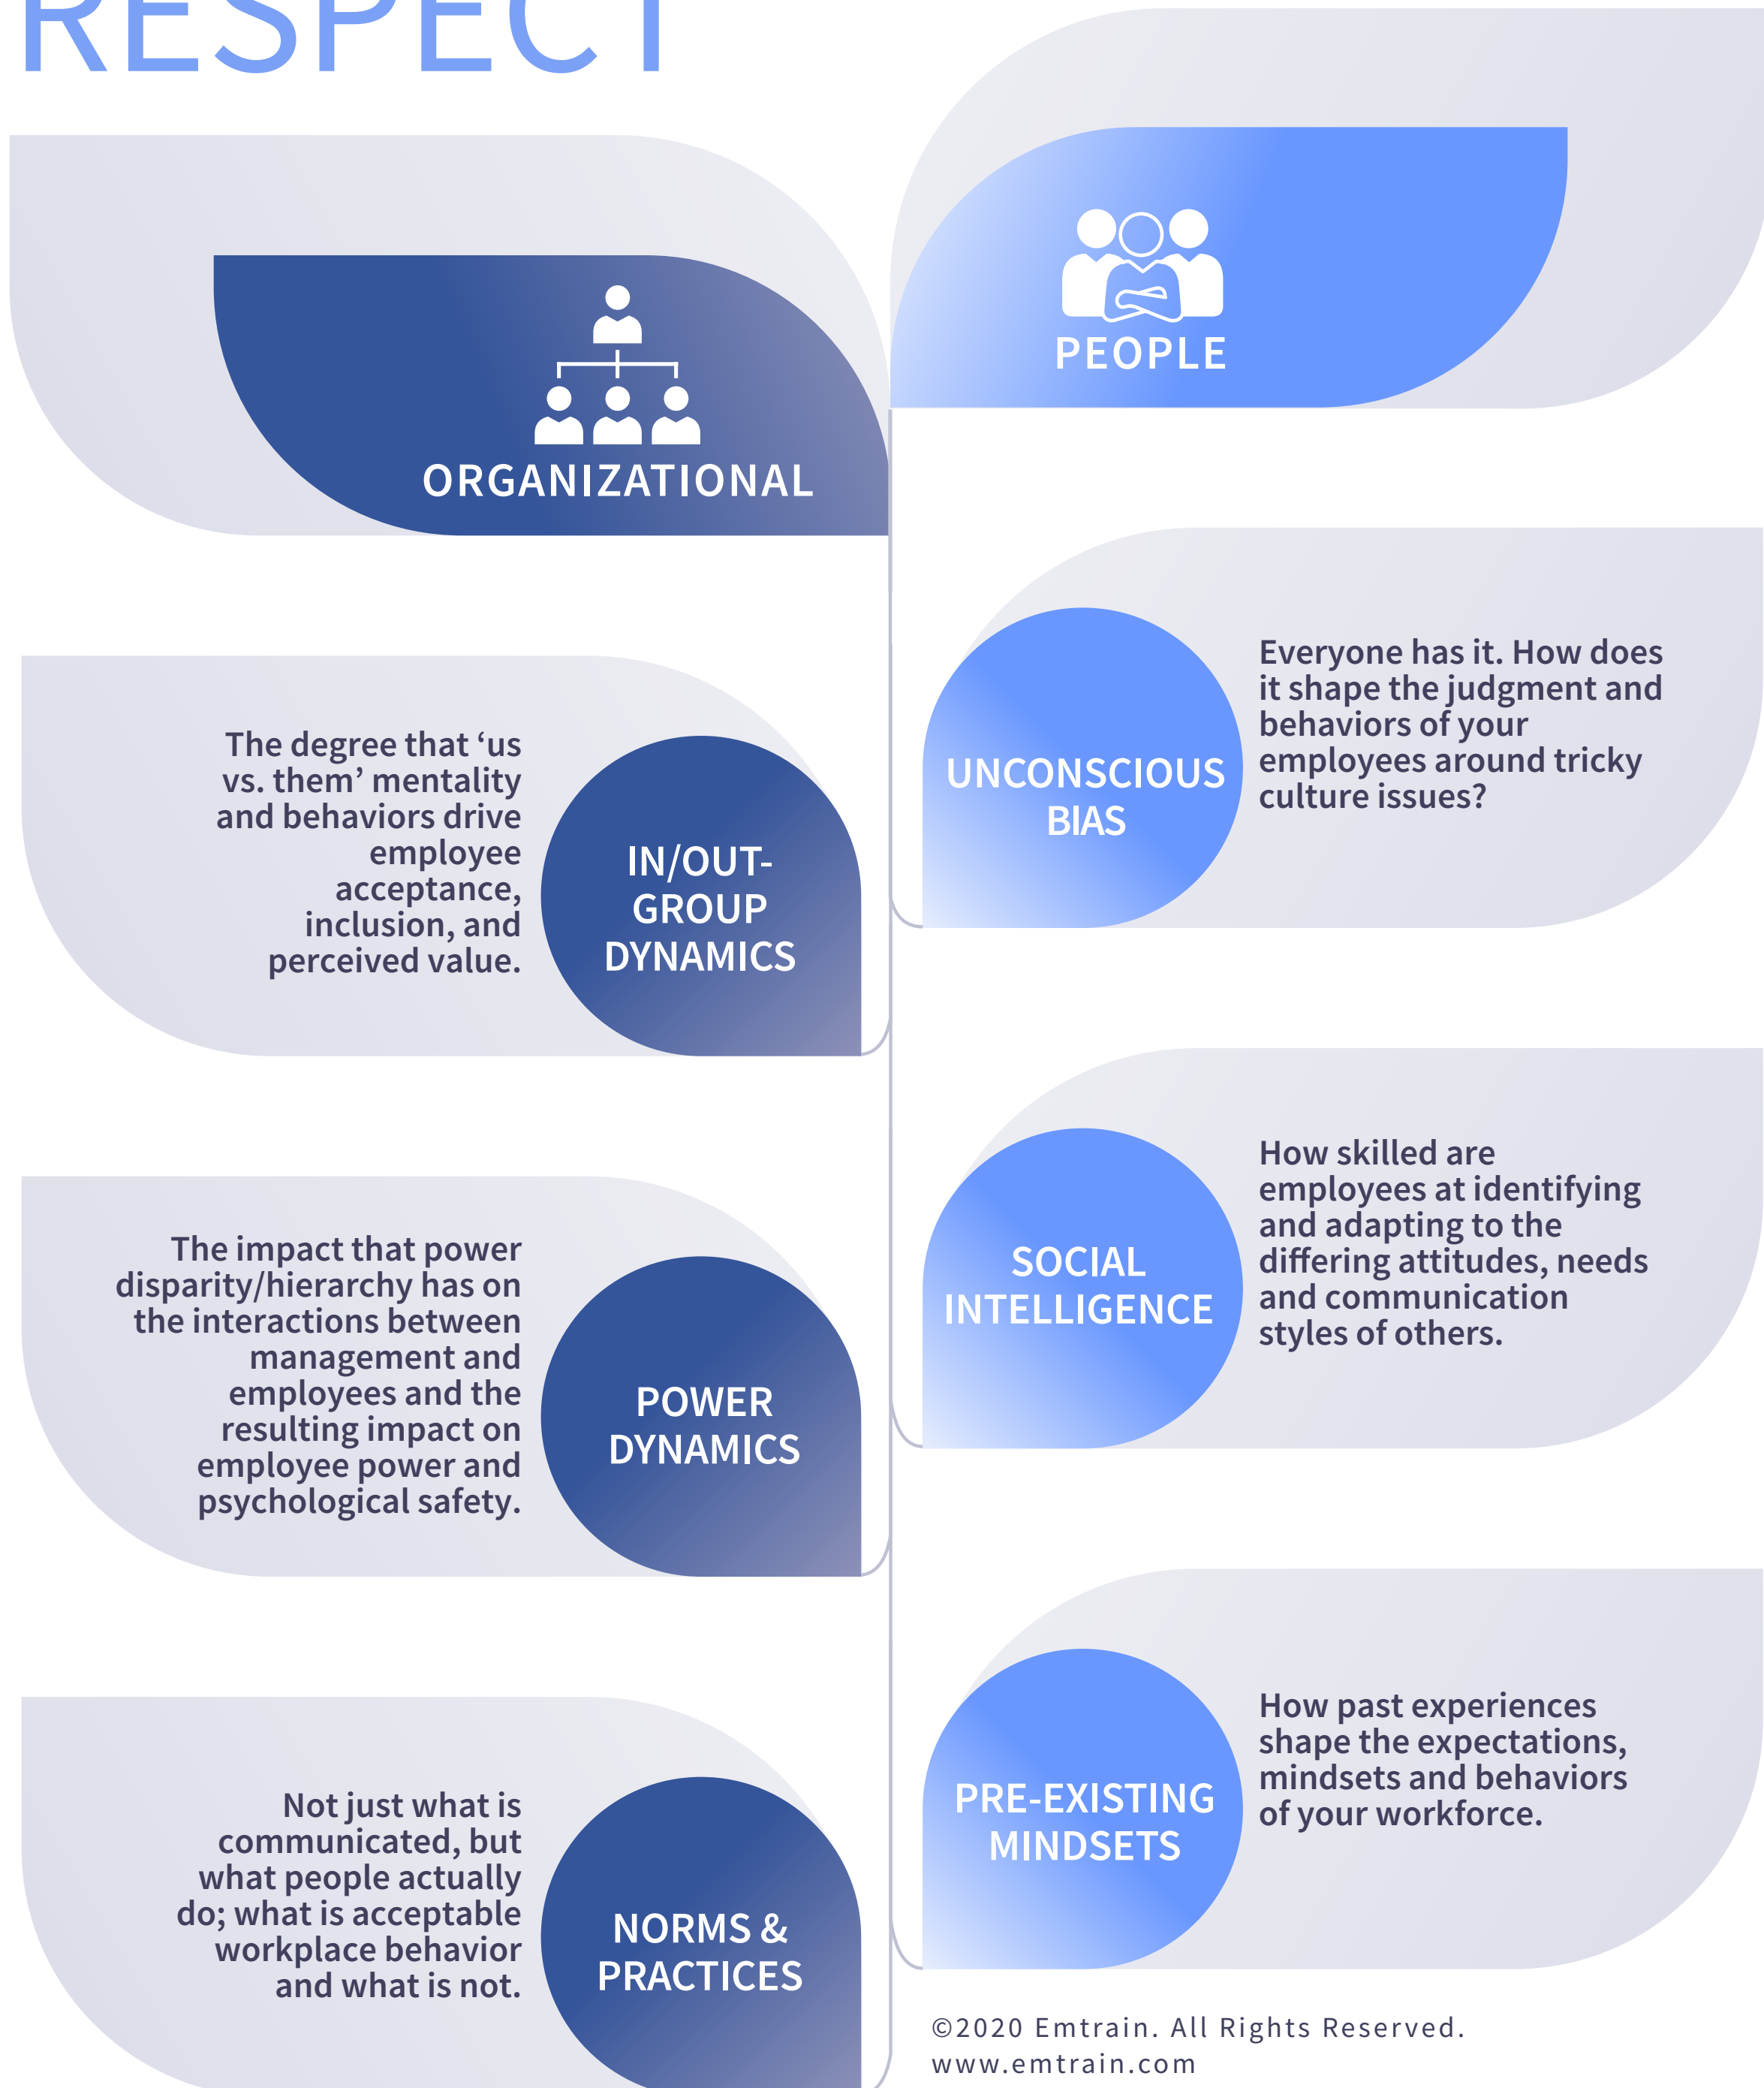 RESPECT
PEOPLE
ORGANIZATIONAL
Everyone has it. How does
it shape the judgment and
behaviors of your
employees around tricky
culture issues?
UNCONSCIOUS
BIAS
The degree that ‘us
vs. them’ mentality
and behaviors drive
employee
acceptance,
inclusion, and
perceived value.
IN/OUT-
GROUP
DYNAMICS
How skilled are
employees at identifying
and adapting to the
differing attitudes, needs
and communication
styles of others.
SOCIAL
INTELLIGENCE
The impact that power
disparity/hierarchy has on
the interactions between
management and
employees and the
resulting impact on
employee power and
psychological safety.
POWER
DYNAMICS
How past experiences
shape the expectations,
mindsets and behaviors
of your workforce.
PRE-EXISTING
MINDSETS
Not just what is
communicated, but
what people actually
do; what is acceptable
workplace behavior
and what is not.
NORMS &
PRACTICES
©2020 Emtrain. All Rights Reserved.
www.emtrain.com